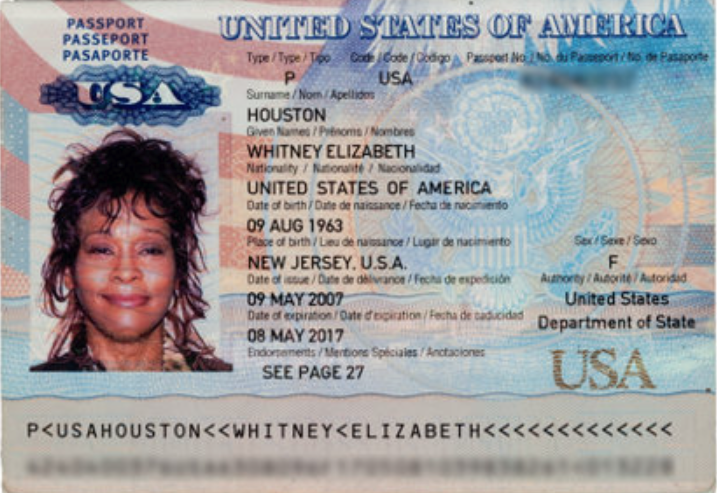 PASSPORT
PASSEPORT
PASAPORTE
USA
UNITED STATES OF AMERICA
Type / Type / Tipo Code / Code / Codigo Passport No. / No. du Passeport / No. de Pasaporte
P USA
Surname / Nom / Apellidos
HOUSTON
Given Names / Prénoms / Nombres
WHITNEY ELIZABETH
Nationality / Nationalité / Nacionalidad
UNITED STATES OF AMERICA
Date of birth / Date de naissance / Fecha de nacimiento
09 AUG 1963
Place of birth / Lieu de naissance / Lugar de nacimiento Sex / Sexe / Sexo
NEW JERSEY, U.S.A. F
Date of issue / Date de délivrance / Fecha de expedición Authority / Autorité / Autoridad
09 MAY 2007 United States
Date of expiration / Date d'expiration / Fecha de caducidad Department of State
08 MAY 2017
Endorsements / Mentions Spéciales / Anotaciones
SEE PAGE 27 USA
P<USAHOUSTON<<WHITNEY<ELIZABETH<<<<<<<<<<<<<